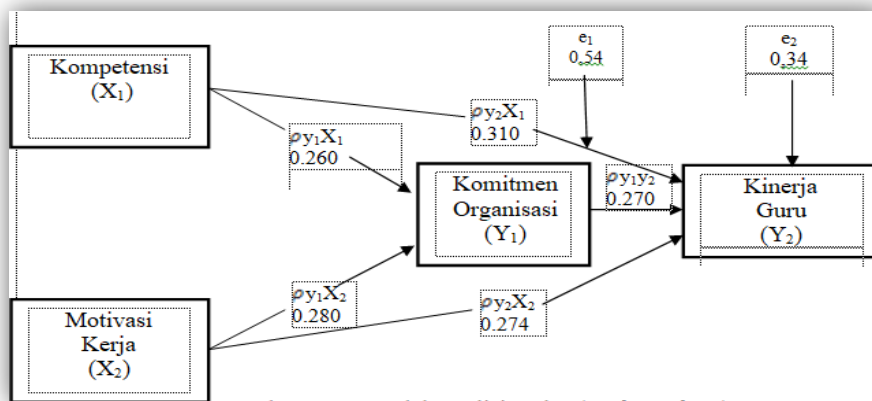 Kompetensi
(X₁)
e₁
0.54
e₂
0.34
ρy₂X₁
0.310
ρy₁X₁
0.260
Komitmen
Organisasi
(Y₁)
ρy₁y₂
0.270
Kinerja
Guru
(Y₂)
ρy₁X₂
0.280
ρy₂X₂
0.274
Motivasi
Kerja
(X₂)